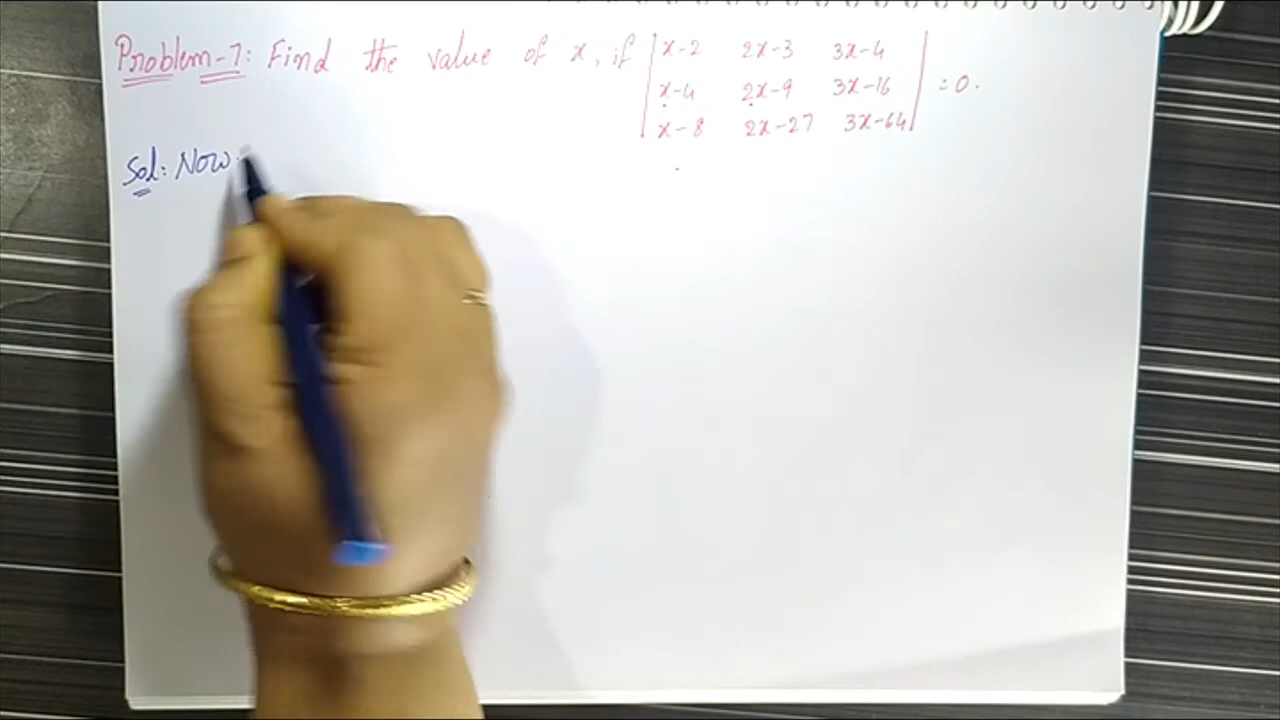 Problem-7: Find the value of x, if | x-2 2x-3 3x-4 |
| x-4 2x-9 3x-16 | =0.
| x-8 2x-27 3x-64 |
Sol: Now